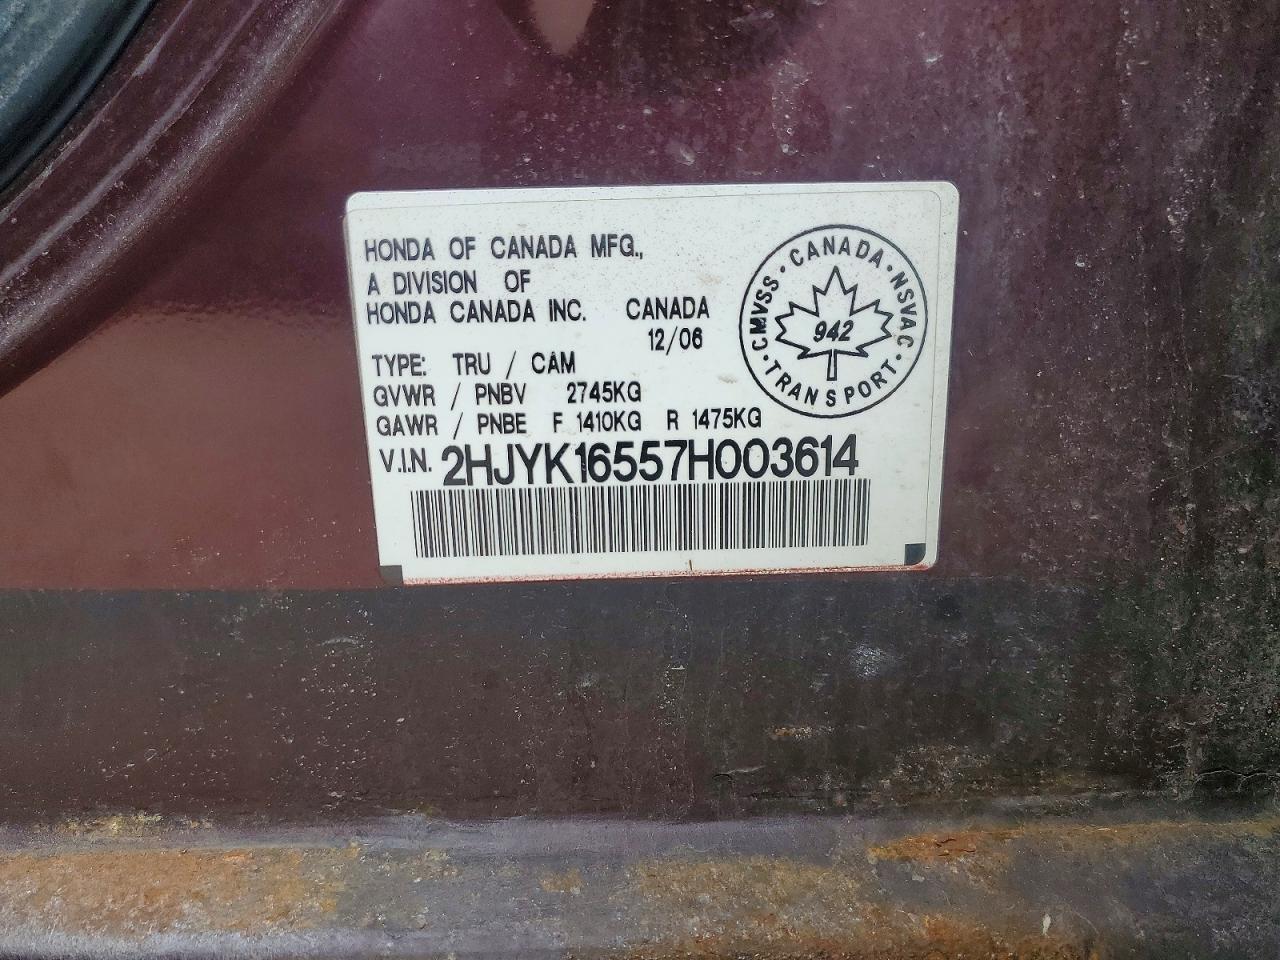 HONDA OF CANADA MFG.,
A DIVISION OF
HONDA CANADA INC. CANADA
12/06
TYPE: TRU / CAM
GVWR / PNBV 2745KG
GAWR / PNBE F 1410KG R 1475KG
V.I.N. 2HJYK16557H003614
CMVSS · CANADA · NSVAC · TRANSPORT ·
942